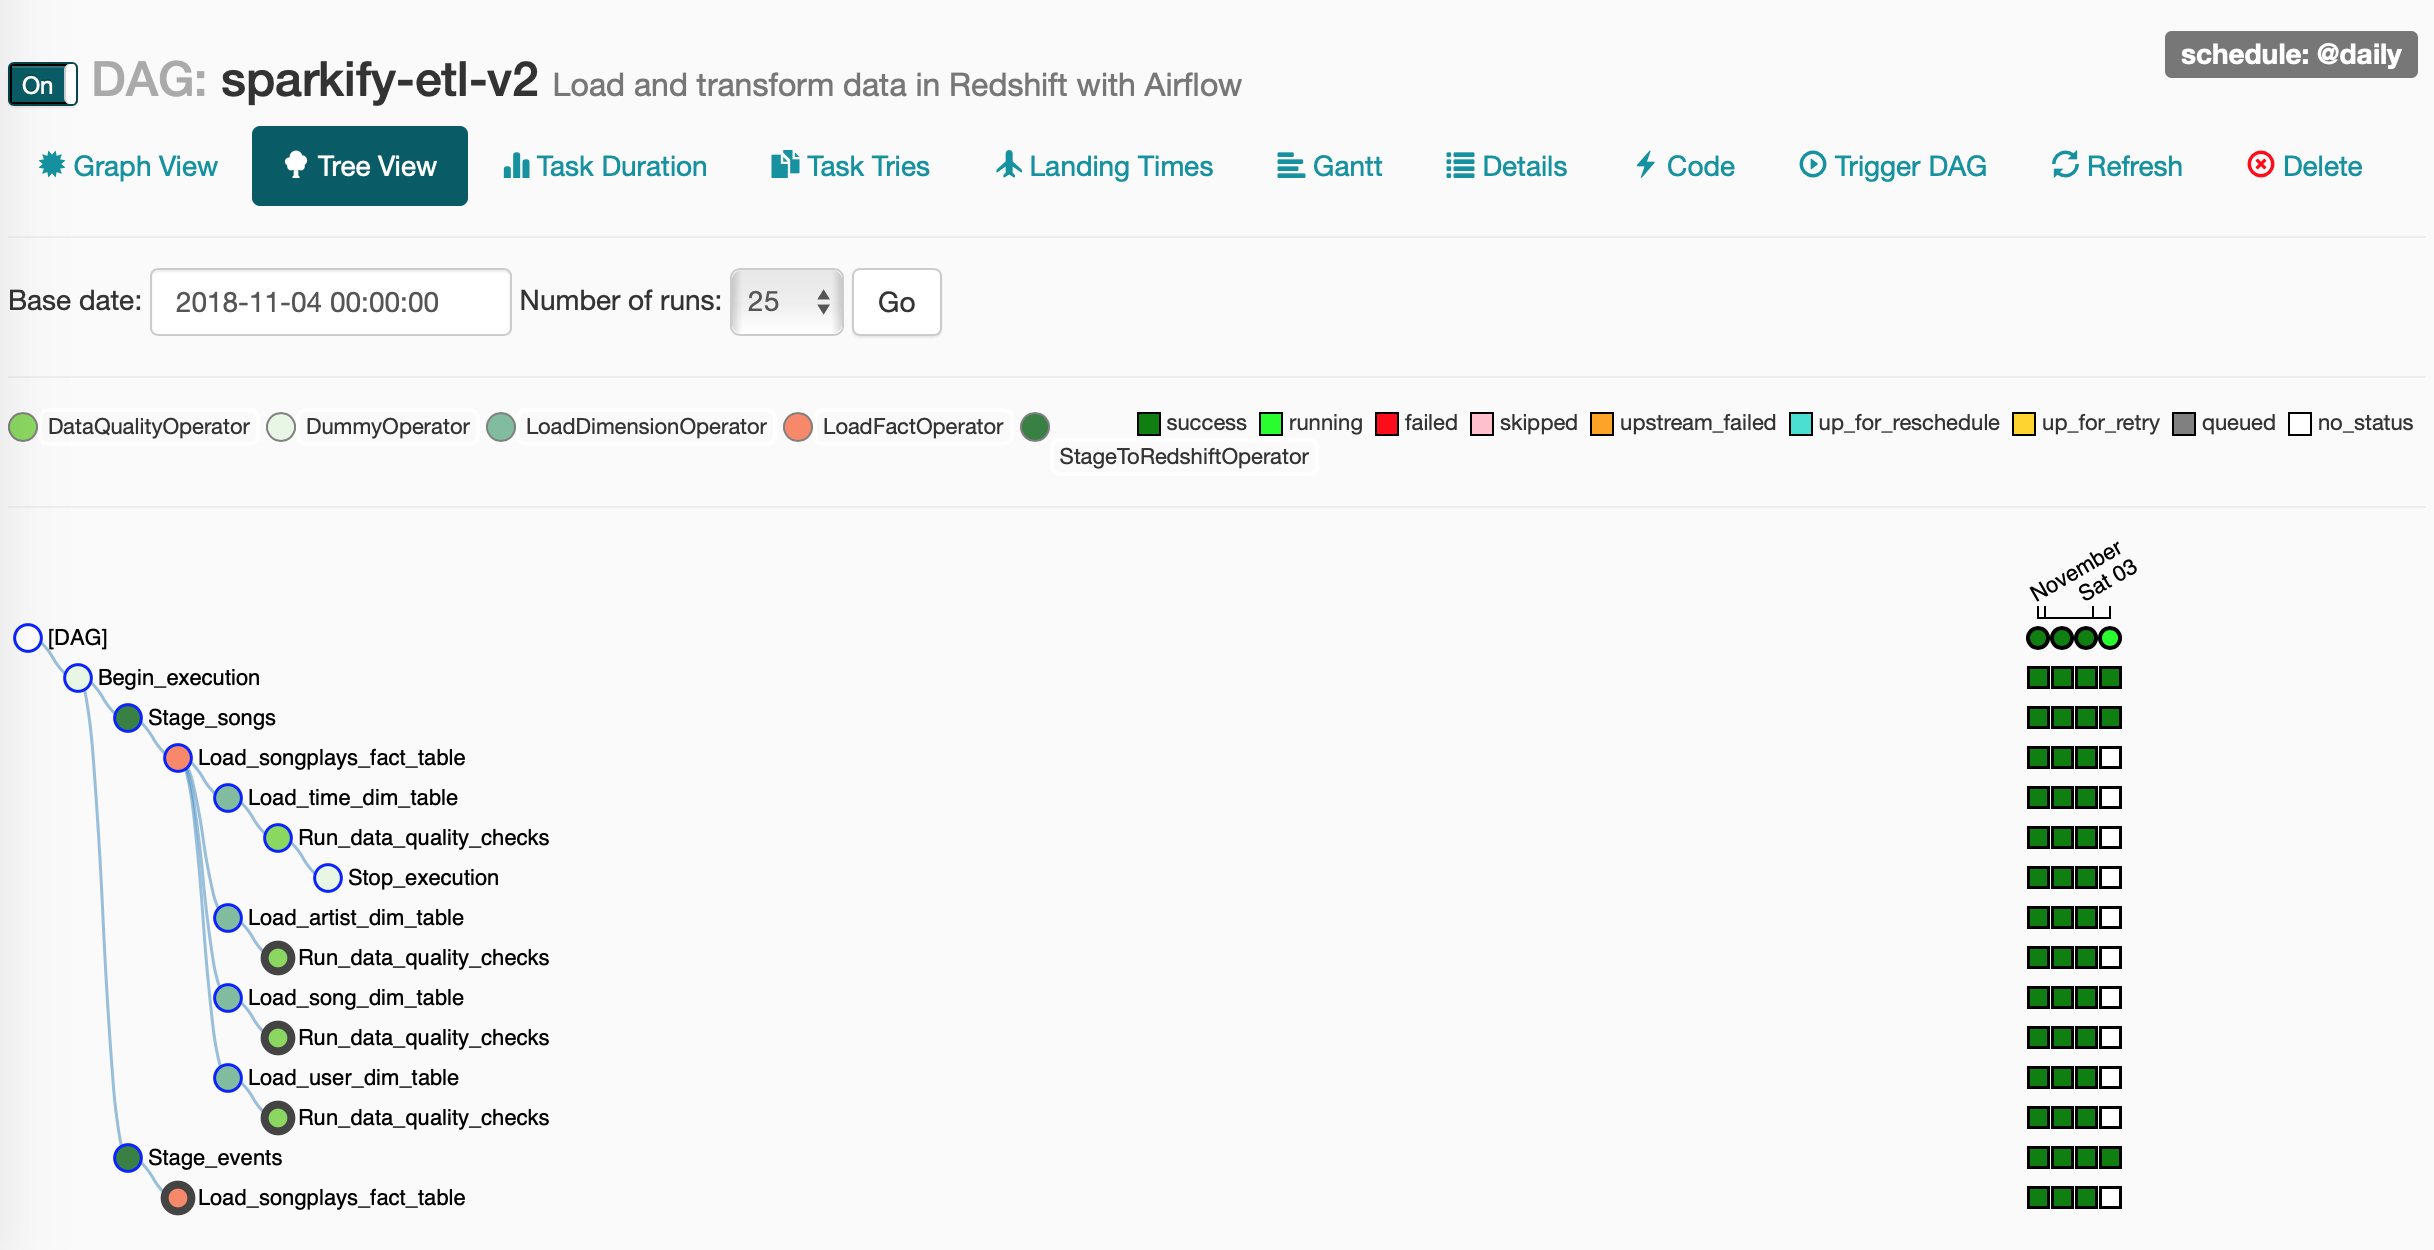 schedule: @daily
On DAG: sparkify-etl-v2 Load and transform data in Redshift with Airflow
Graph View Tree View Task Duration Task Tries Landing Times Gantt Details Code Trigger DAG Refresh Delete
Base date: 2018-11-04 00:00:00 Number of runs: 25 Go
DataQualityOperator DummyOperator LoadDimensionOperator LoadFactOperator
StageToRedshiftOperator
success running failed skipped upstream_failed up_for_reschedule up_for_retry queued no_status
November
Sat 03
[DAG]
Begin_execution
Stage_songs
Load_songplays_fact_table
Load_time_dim_table
Run_data_quality_checks
Stop_execution
Load_artist_dim_table
Run_data_quality_checks
Load_song_dim_table
Run_data_quality_checks
Load_user_dim_table
Run_data_quality_checks
Stage_events
Load_songplays_fact_table